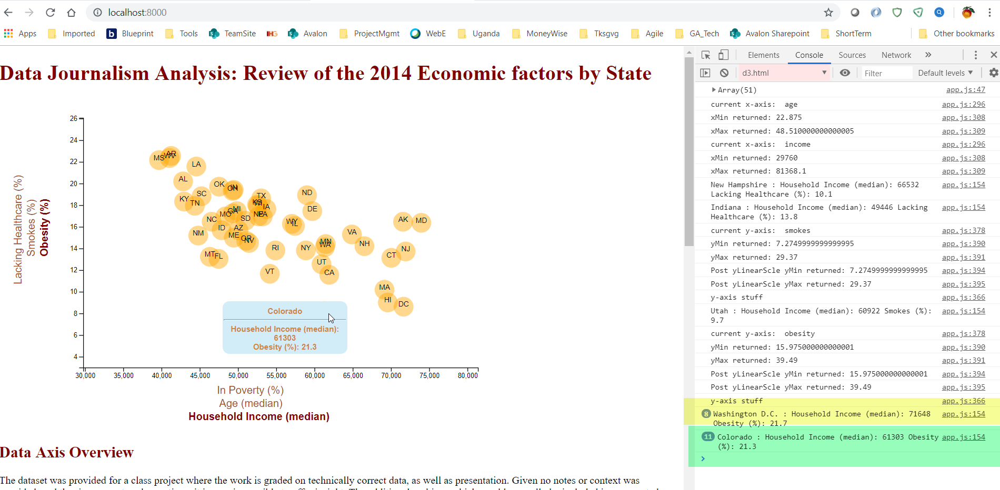 localhost:8000
Apps Imported Blueprint Tools TeamSite IHG Avalon ProjectMgmt WebE Uganda MoneyWise Tksgvg Agile GA_Tech Avalon Sharepoint ShortTerm Other bookmarks
Data Journalism Analysis: Review of the 2014 Economic factors by State
26
24
22
20
18
16
14
12
10
8
6
4
Lacking Healthcare (%)
Smokes (%)
Obesity (%)
MS WV AR
LA
AL
OK OH IN
SC
KY TN
TX
KS
IA
ND
DE
MO GA MI
SD
NE PA
NC
ID AZ
WY IL
AK MD
NM
ME
OR NV
VA
RI
NY
MN
WA
NH
NJ
CT
MT FL
UT
VT
CA
MA
HI
DC
Colorado
Household Income (median):
61303
Obesity (%): 21.3
30,000 35,000 40,000 45,000 50,000 55,000 60,000 65,000 70,000 75,000 80,000
In Poverty (%)
Age (median)
Household Income (median)
Data Axis Overview
The dataset was provided for a class project where the work is graded on technically correct data, as well as presentation. Given no notes or context was
Elements Console Sources Network »
d3.html Filter Default levels
Array(51) app.js:47
current x-axis: age app.js:296
xMin returned: 22.875 app.js:308
xMax returned: 48.510000000000005 app.js:309
current x-axis: income app.js:296
xMin returned: 29760 app.js:308
xMax returned: 81368.1 app.js:309
New Hampshire : Household Income (median): 66532 app.js:154
Lacking Healthcare (%): 10.1
Indiana : Household Income (median): 49446 Lacking app.js:154
Healthcare (%): 13.8
current y-axis: smokes app.js:378
yMin returned: 7.2749999999999995 app.js:390
yMax returned: 29.37 app.js:391
Post yLinearScle yMin returned: 7.2749999999999995 app.js:394
Post yLinearScle yMax returned: 29.37 app.js:395
y-axis stuff app.js:366
Utah : Household Income (median): 60922 Smokes (%): app.js:154
9.7
current y-axis: obesity app.js:378
yMin returned: 15.975000000000001 app.js:390
yMax returned: 39.49 app.js:391
Post yLinearScle yMin returned: 15.975000000000001 app.js:394
Post yLinearScle yMax returned: 39.49 app.js:395
y-axis stuff app.js:366
8 Washington D.C. : Household Income (median): 71648 app.js:154
Obesity (%): 21.7
11 Colorado : Household Income (median): 61303 Obesity app.js:154
(%): 21.3